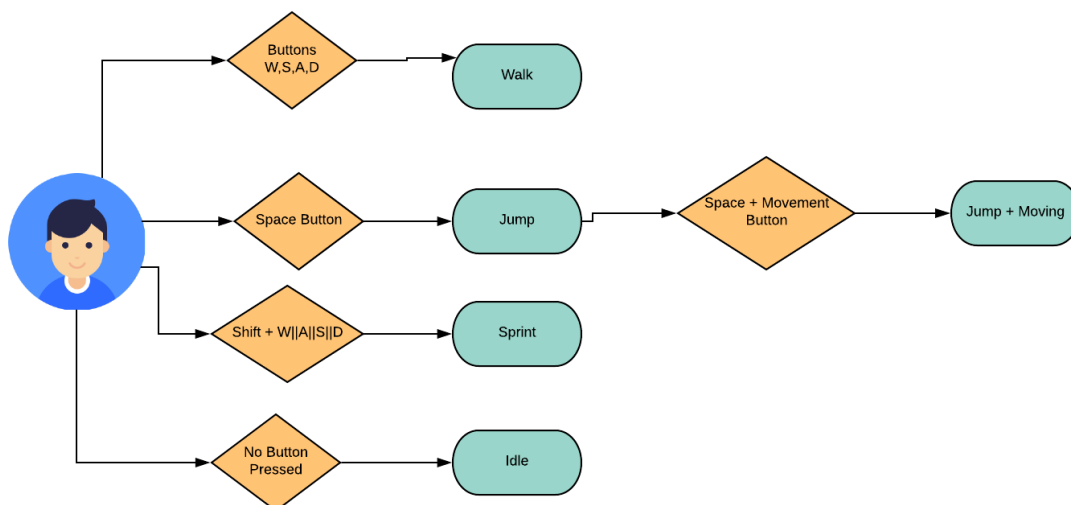 Buttons
W,S,A,D
Walk
Space Button
Jump
Space + Movement
Button
Jump + Moving
Shift + W||A||S||D
Sprint
No Button
Pressed
Idle